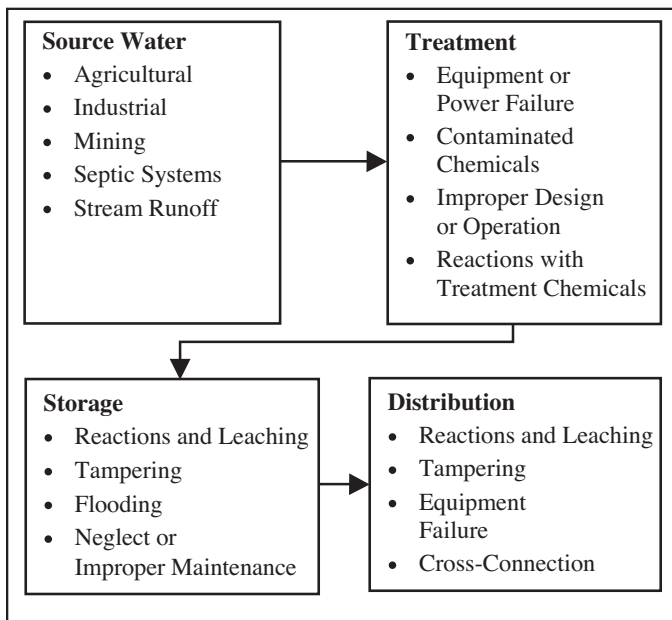 Source Water
• Agricultural
• Industrial
• Mining
• Septic Systems
• Stream Runoff
Treatment
• Equipment or
Power Failure
• Contaminated
Chemicals
• Improper Design
or Operation
• Reactions with
Treatment Chemicals
Storage
• Reactions and Leaching
• Tampering
• Flooding
• Neglect or
Improper Maintenance
Distribution
• Reactions and Leaching
• Tampering
• Equipment
Failure
• Cross-Connection